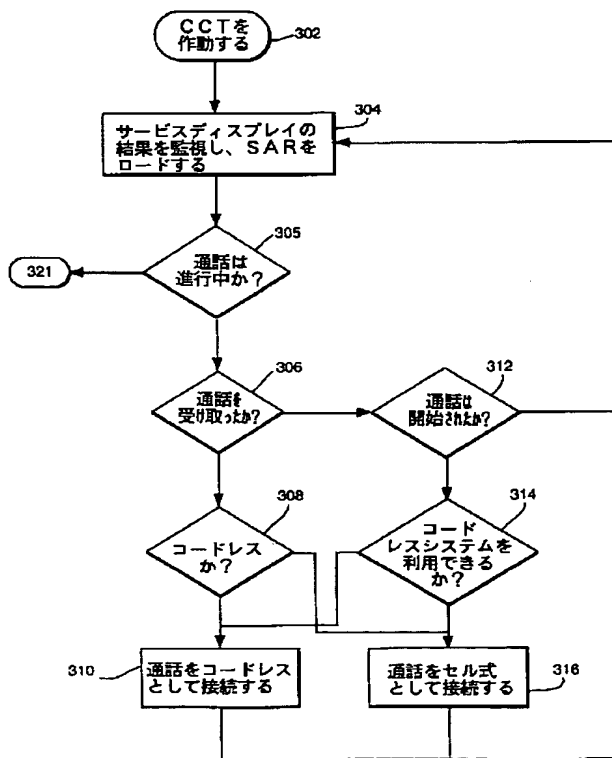 CCTを
作動する
302
304
サービスディスプレイの
結果を監視し、SARを
ロードする
305
通話は
進行中か?
321
306
通話を
受け取ったか?
312
通話は
開始されたか?
308
コードレス
か?
314
コード
レスシステムを
利用できる
か?
310
通話をコードレス
として接続する
通話をセル式
として接続する
316